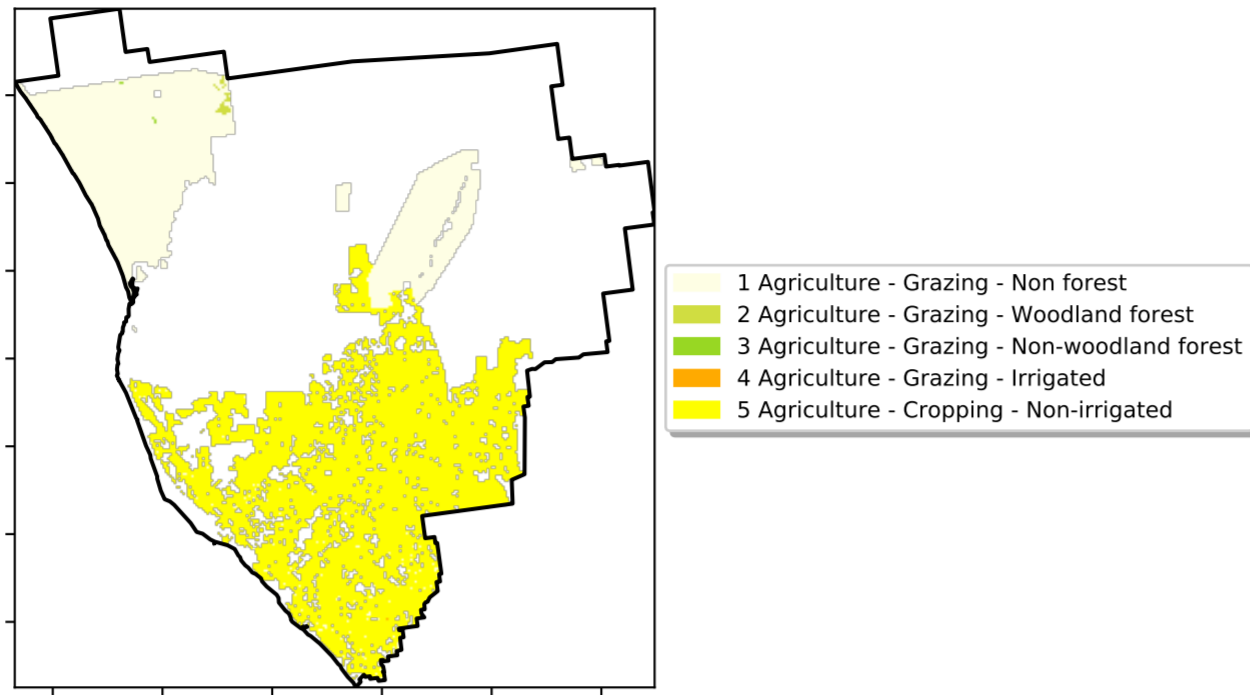 1 Agriculture - Grazing - Non forest
2 Agriculture - Grazing - Woodland forest
3 Agriculture - Grazing - Non-woodland forest
4 Agriculture - Grazing - Irrigated
5 Agriculture - Cropping - Non-irrigated